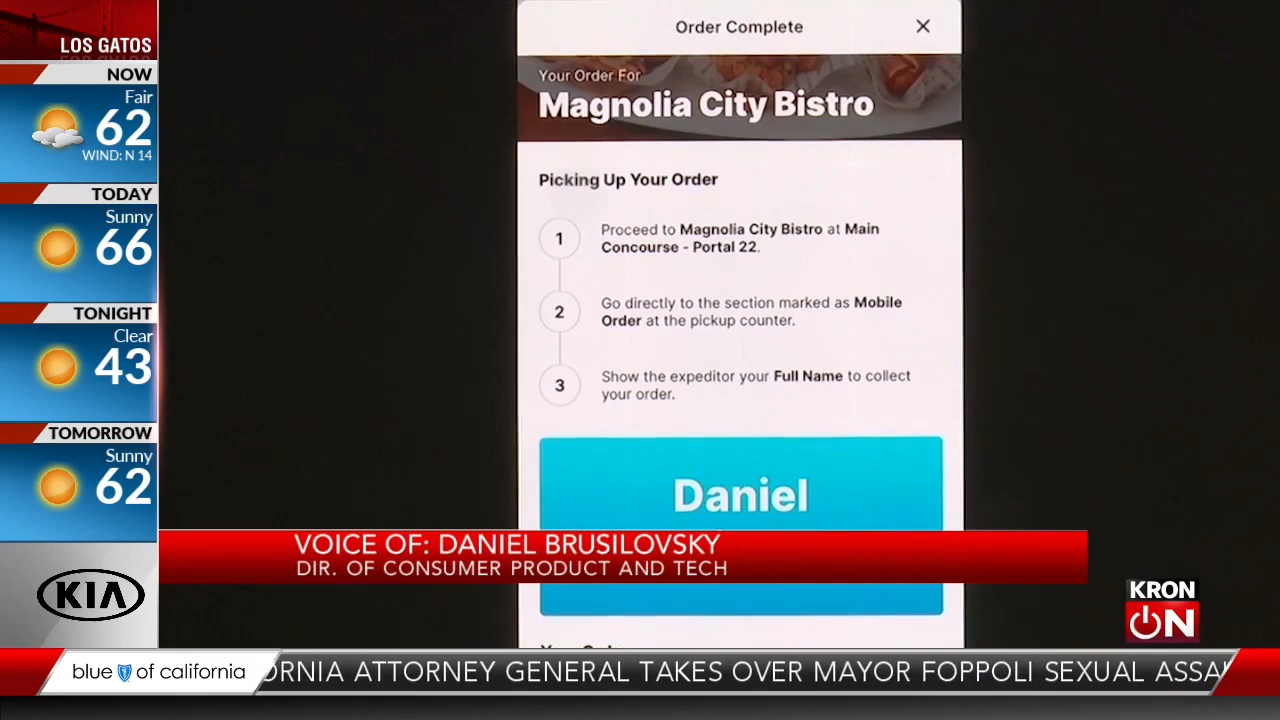 LOS GATOS
NOW
Fair
62
WIND: N 14
TODAY
Sunny
66
TONIGHT
Clear
43
TOMORROW
Sunny
62
KIA
Order Complete
Your Order For
Magnolia City Bistro
Picking Up Your Order
1
Proceed to Magnolia City Bistro at Main
Concourse - Portal 22.
2
Go directly to the section marked as Mobile
Order at the pickup counter.
3
Show the expeditor your Full Name to collect
your order.
Daniel
VOICE OF: DANIEL BRUSILOVSKY
DIR. OF CONSUMER PRODUCT AND TECH
KRON
ON
blue of california
ORNIA ATTORNEY GENERAL TAKES OVER MAYOR FOPPOLI SEXUAL ASSA